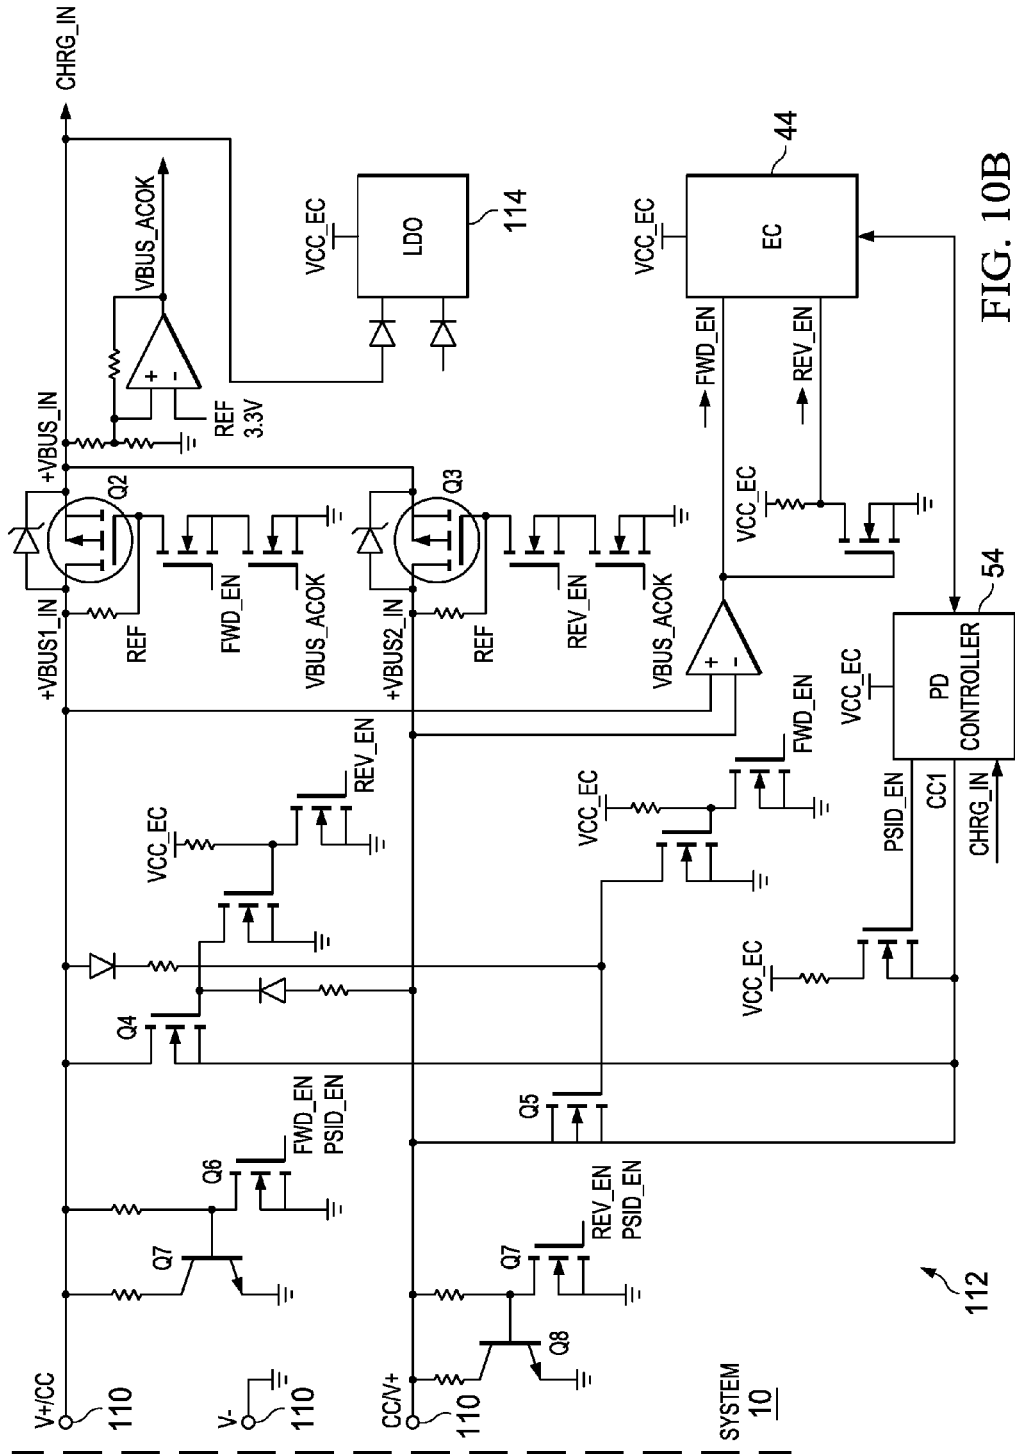 V+/CC
110
V-
110
CC/V+
110
SYSTEM
10
112
Q7
Q6
FWD_EN
PSID_EN
Q8
Q7
REV_EN
PSID_EN
Q4
VCC_EC
REV_EN
Q5
VCC_EC
FWD_EN
VCC_EC
PSID_EN
CC1
CHRG_IN
PD
CONTROLLER
54
VCC_EC
+VBUS1_IN
REF
FWD_EN
VBUS_ACOK
Q2
+VBUS_IN
+VBUS2_IN
REF
REV_EN
VBUS_ACOK
Q3
+
-
VCC_EC
+
-
REF
3.3V
VBUS_ACOK
CHRG_IN
VCC_EC
LDO
114
FWD_EN
REV_EN
VCC_EC
EC
44
FIG. 10B